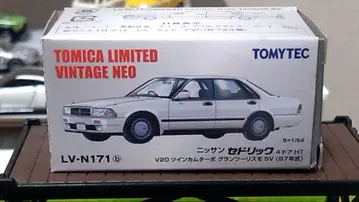 TOMICA LIMITED
VINTAGE NEO
TOMYTEC
S=1/64
LV-N171 b
ニッサン セドリック 4ドアHT
V20 ツインカムターボ グランツーリスモ SV (87年式)